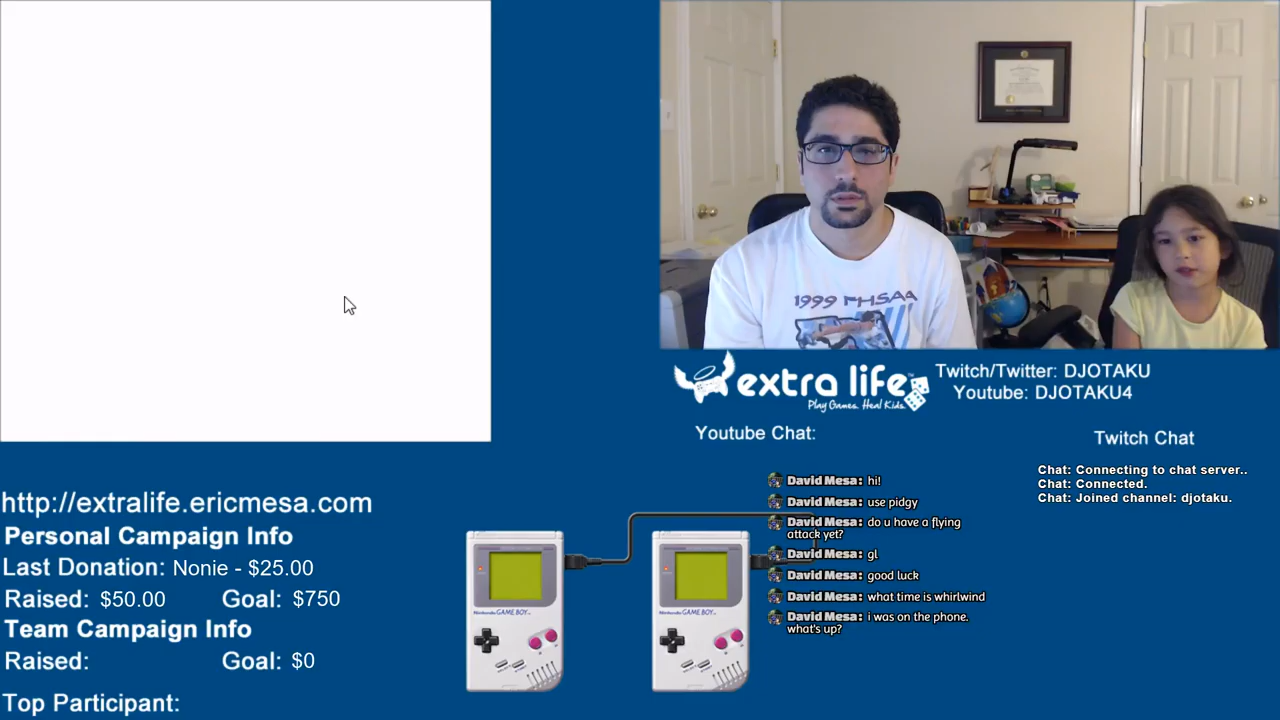 1999 FHSAA
extra life
Play Games. Heal Kids.
Twitch/Twitter: DJOTAKU
Youtube: DJOTAKU4
Youtube Chat:
Twitch Chat
David Mesa: hi!
David Mesa: use pidgy
David Mesa: do u have a flying
attack yet?
David Mesa: gl
David Mesa: good luck
David Mesa: what time is whirlwind
David Mesa: i was on the phone.
what's up?
Chat: Connecting to chat server..
Chat: Connected.
Chat: Joined channel: djotaku.
http://extralife.ericmesa.com
Personal Campaign Info
Last Donation: Nonie - $25.00
Raised: $50.00 Goal: $750
Team Campaign Info
Raised: Goal: $0
Top Participant:
Nintendo GAME BOY
Nintendo GAME BOY